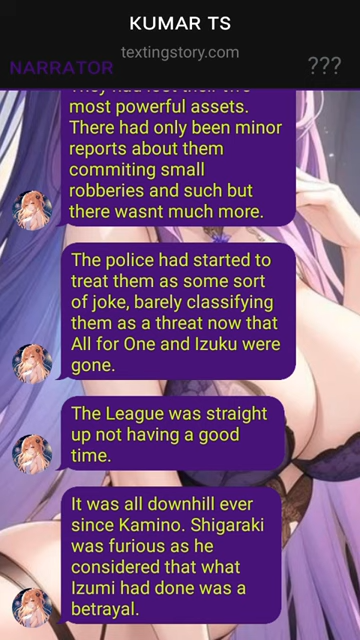 KUMAR TS
textingstory.com
NARRATOR
???
most powerful assets.
There had only been minor
reports about them
commiting small
robberies and such but
there wasnt much more.
The police had started to
treat them as some sort
of joke, barely classifying
them as a threat now that
All for One and Izuku were
gone.
The League was straight
up not having a good
time.
It was all downhill ever
since Kamino. Shigaraki
was furious as he
considered that what
Izumi had done was a
betrayal.